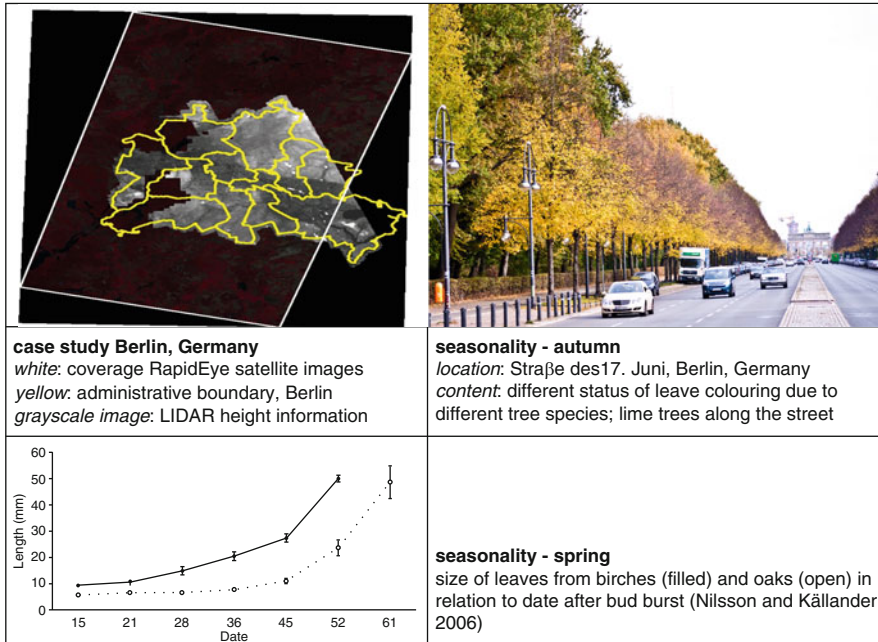 case study Berlin, Germany
white: coverage RapidEye satellite images
yellow: administrative boundary, Berlin
grayscale image: LIDAR height information
seasonality - autumn
location: Straβe des17. Juni, Berlin, Germany
content: different status of leave colouring due to
different tree species; lime trees along the street
60
50
40
30
20
10
0
Length (mm)
15 21 28 36 45 52 61
Date
seasonality - spring
size of leaves from birches (filled) and oaks (open) in
relation to date after bud burst (Nilsson and Källander
2006)